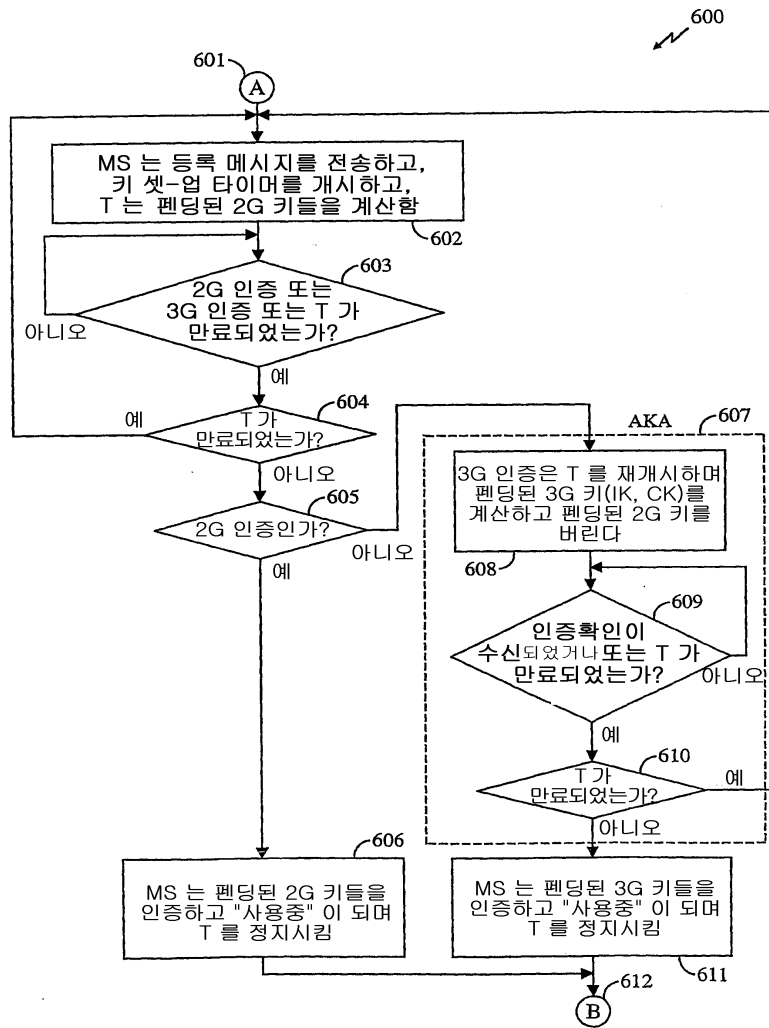 600
601
A
MS 는 등록 메시지를 전송하고,
키 셋-업 타이머를 개시하고,
T 는 펜딩된 2G 키들을 계산함
602
603
2G 인증 또는
3G 인증 또는 T 가
만료되었는가?
아니오
예
604
T 가
만료되었는가?
예
아니오
605
2G 인증인가?
아니오
예
AKA
607
3G 인증은 T 를 재개시하며
펜딩된 3G 키(IK, CK)를
계산하고 펜딩된 2G 키를
버린다
608
609
인증확인이
수신되었거나 또는 T 가
만료되었는가?
아니오
예
610
T 가
만료되었는가?
예
아니오
606
MS 는 펜딩된 2G 키들을
인증하고 "사용중" 이 되며
T 를 정지시킴
MS 는 펜딩된 3G 키들을
인증하고 "사용중" 이 되며
T 를 정지시킴
611
612
B